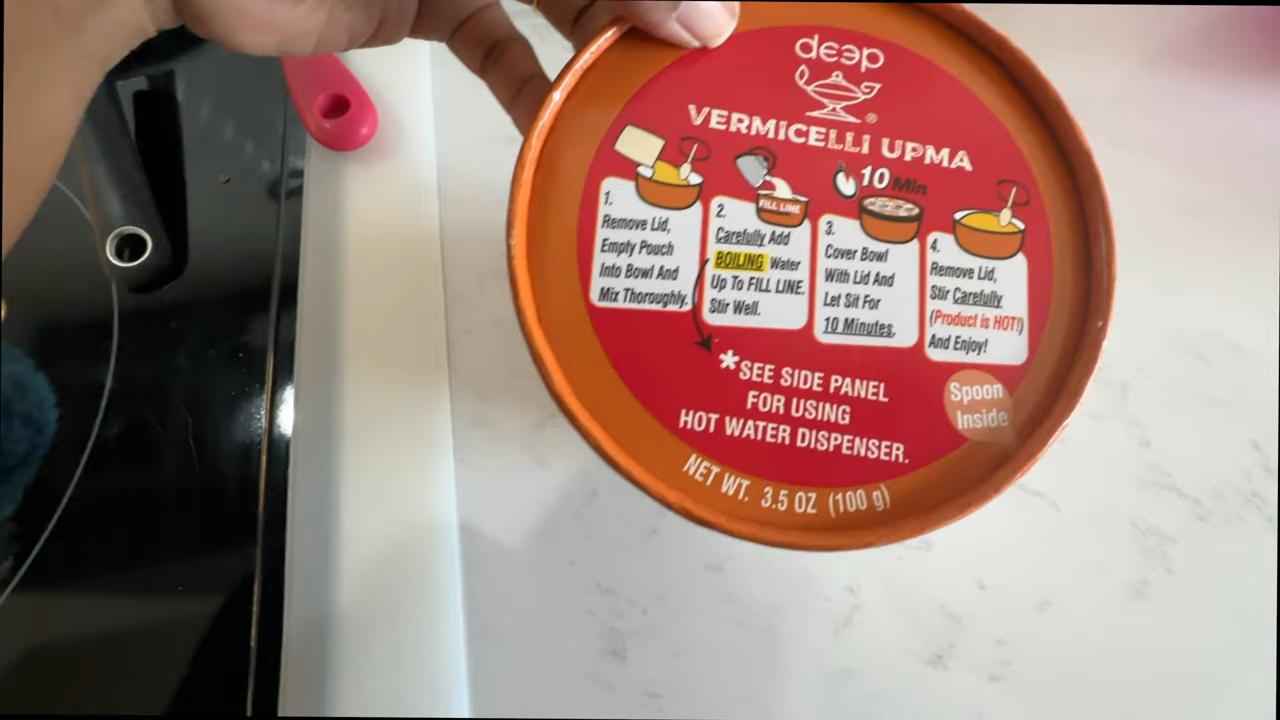 deep
®
VERMICELLI UPMA
10 Min
FILL LINE
1.
Remove Lid,
Empty Pouch
Into Bowl And
Mix Thoroughly.
2.
Carefully Add
BOILING Water
Up To FILL LINE.
Stir Well.
3.
Cover Bowl
With Lid And
Let Sit For
10 Minutes.
4.
Remove Lid,
Stir Carefully
(Product is HOT!)
And Enjoy!
*SEE SIDE PANEL
FOR USING
HOT WATER DISPENSER.
Spoon
Inside
NET WT. 3.5 OZ (100 g)